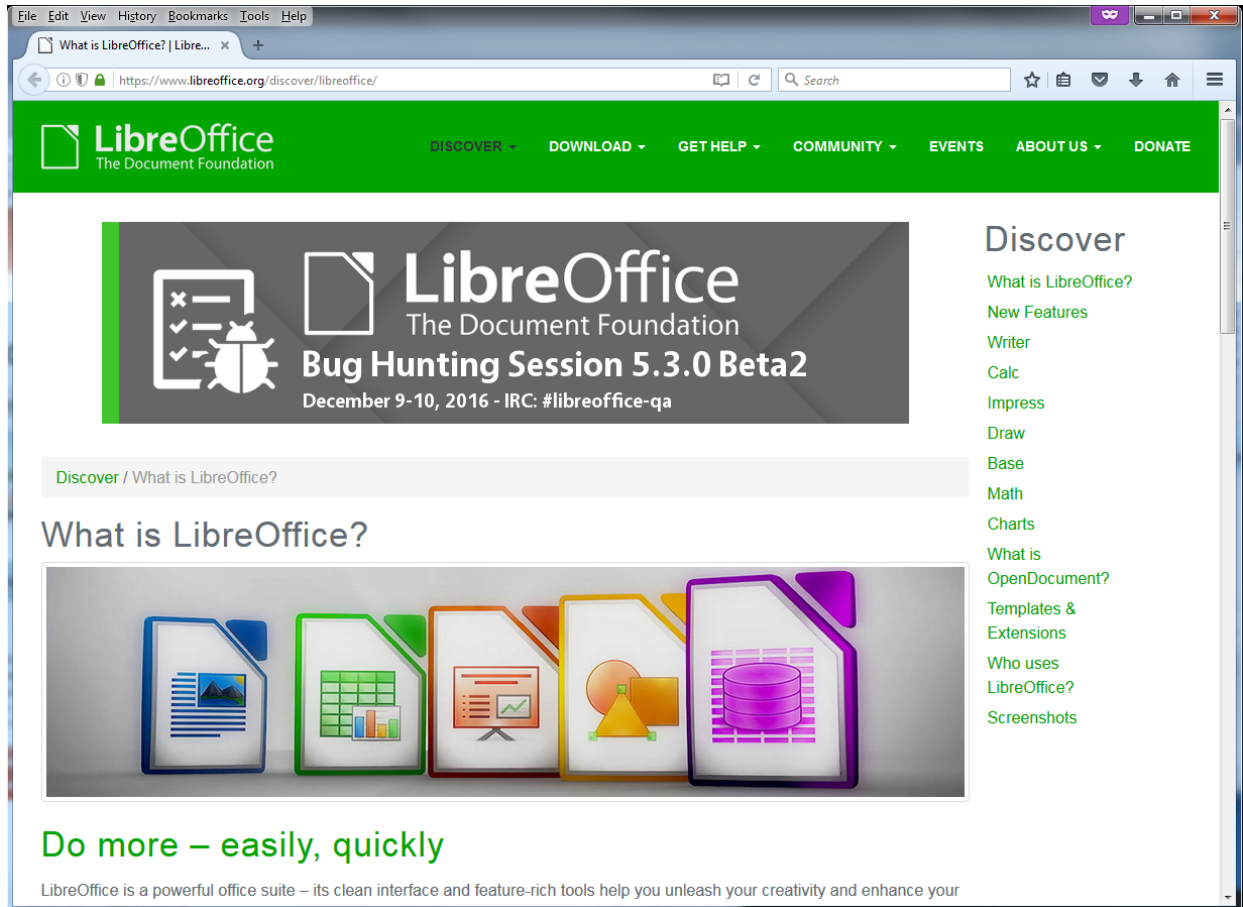 File Edit View History Bookmarks Tools Help
What is LibreOffice? | Libre...
https://www.libreoffice.org/discover/libreoffice/
Search
LibreOffice
The Document Foundation
DISCOVER DOWNLOAD GET HELP COMMUNITY EVENTS ABOUT US DONATE
LibreOffice
The Document Foundation
Bug Hunting Session 5.3.0 Beta2
December 9-10, 2016 - IRC: #libreoffice-qa
Discover / What is LibreOffice?
What is LibreOffice?
Do more – easily, quickly
LibreOffice is a powerful office suite – its clean interface and feature-rich tools help you unleash your creativity and enhance your
Discover
What is LibreOffice?
New Features
Writer
Calc
Impress
Draw
Base
Math
Charts
What is
OpenDocument?
Templates &
Extensions
Who uses
LibreOffice?
Screenshots